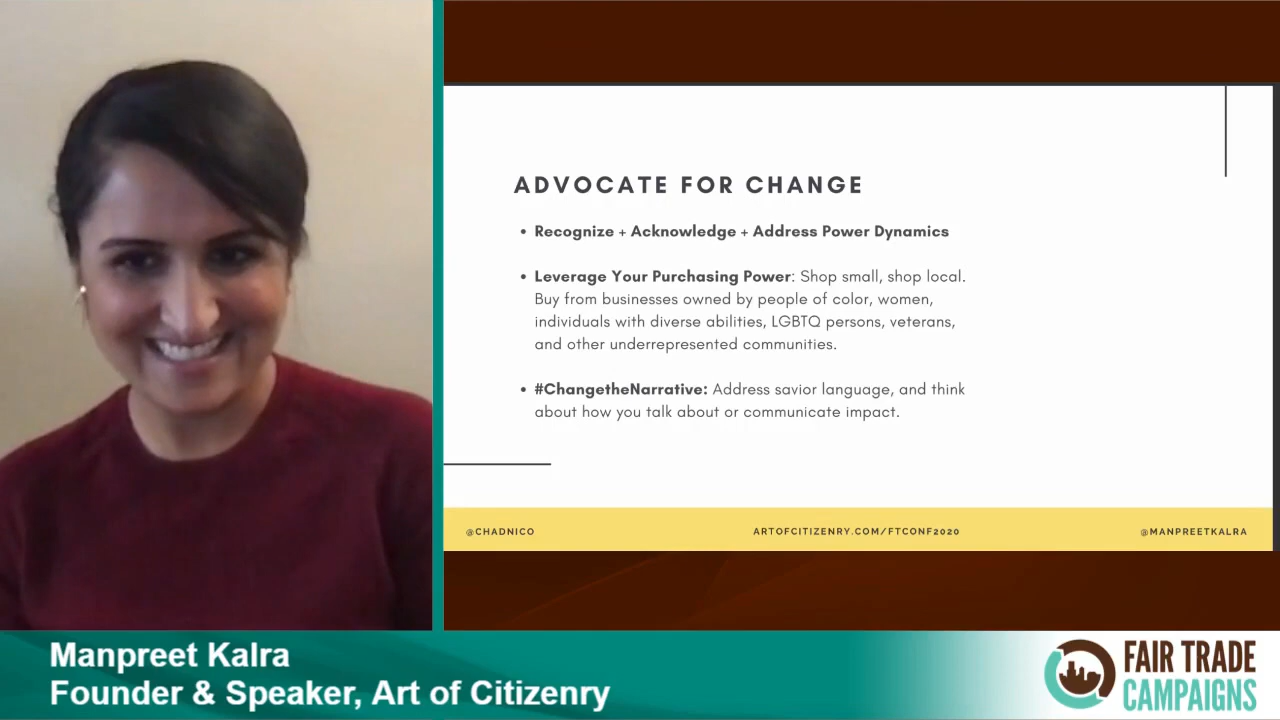 ADVOCATE FOR CHANGE
• Recognize + Acknowledge + Address Power Dynamics
• Leverage Your Purchasing Power: Shop small, shop local.
Buy from businesses owned by people of color, women,
individuals with diverse abilities, LGBTQ persons, veterans,
and other underrepresented communities.
• #ChangetheNarrative: Address savior language, and think
about how you talk about or communicate impact.
@CHADNICO
ARTOFCITIZENRY.COM/FTCONF2020
@MANPREETKALRA
Manpreet Kalra
Founder & Speaker, Art of Citizenry
FAIR TRADE
CAMPAIGNS